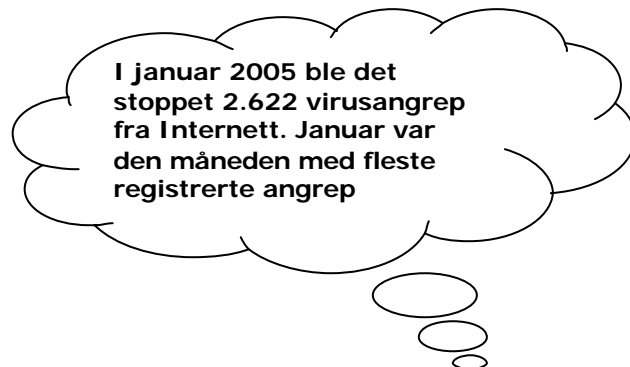 I januar 2005 ble det
stoppet 2.622 virusangrep
fra Internett. Januar var
den måneden med fleste
registrerte angrep